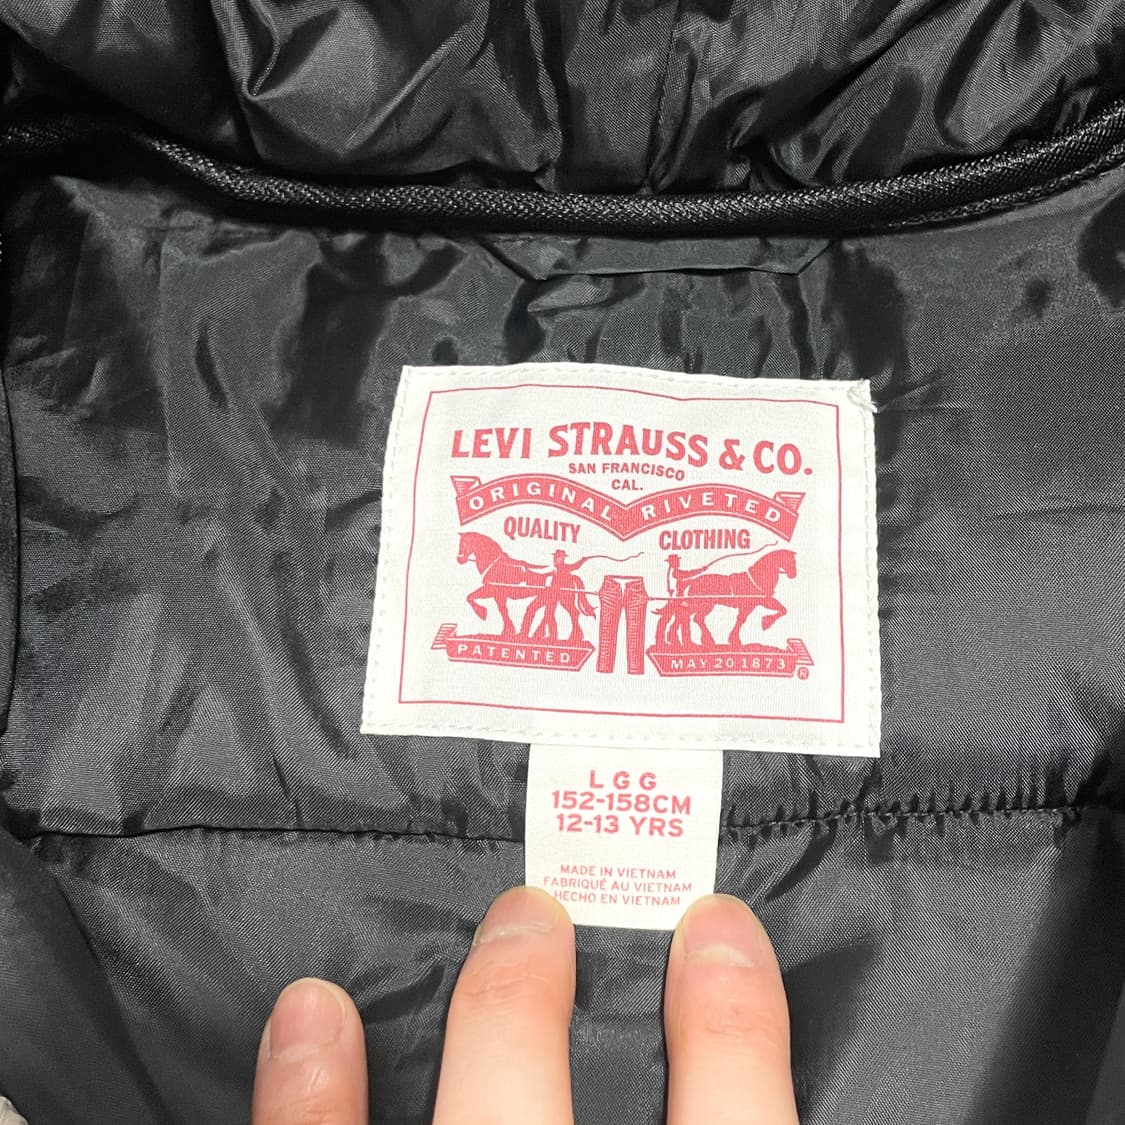 LEVI STRAUSS & CO.
SAN FRANCISCO
CAL.
ORIGINAL RIVETED
QUALITY CLOTHING
PATENTED MAY 20 1873
®
L G G
152-158CM
12-13 YRS
MADE IN VIETNAM
FABRIQUÉ AU VIETNAM
HECHO EN VIETNAM